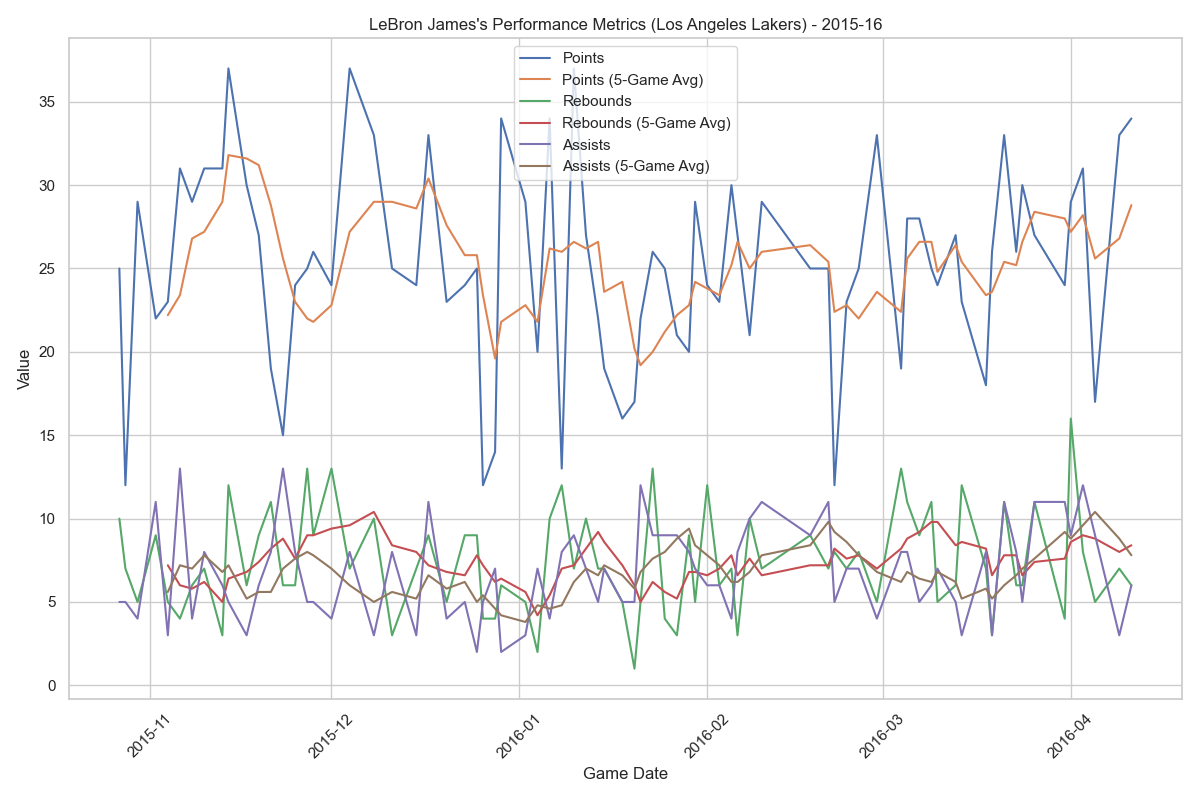 LeBron James's Performance Metrics (Los Angeles Lakers) - 2015-16
Points
Points (5-Game Avg)
Rebounds
Rebounds (5-Game Avg)
Assists
Assists (5-Game Avg)
Value
35
30
25
20
15
10
5
0
2015-11
2015-12
2016-01
2016-02
2016-03
2016-04
Game Date